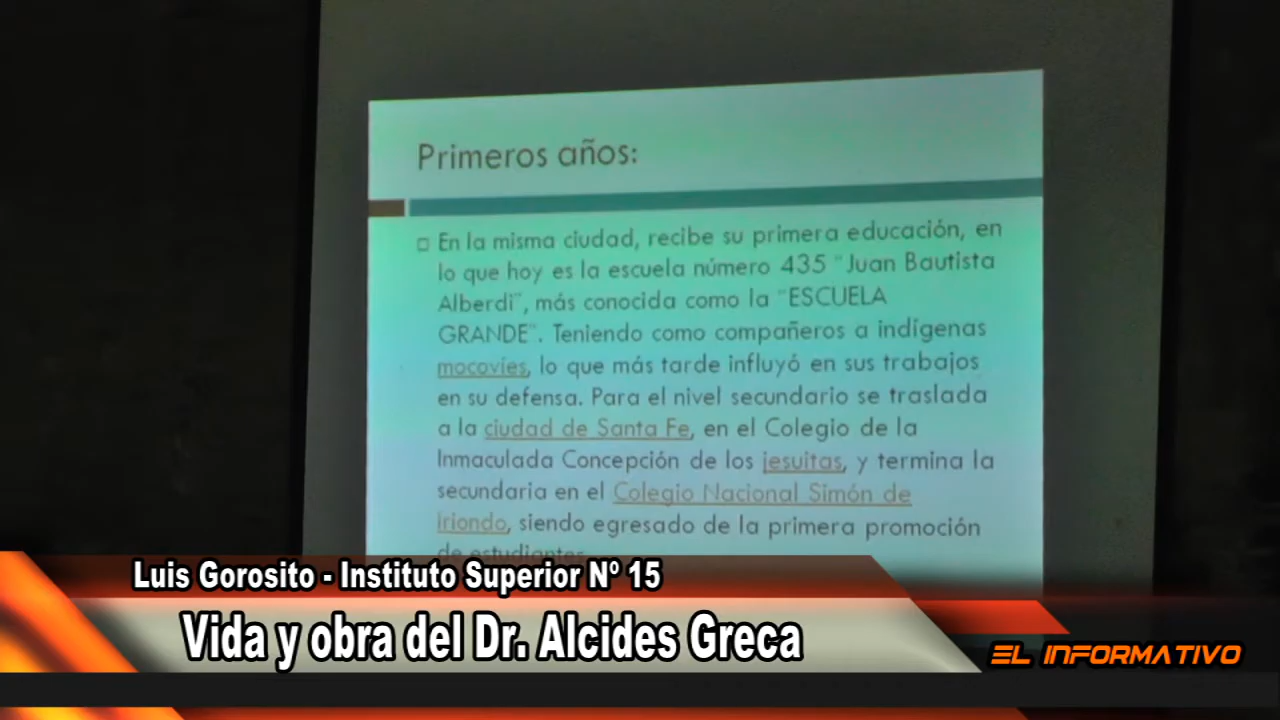 Primeros años:
En la misma ciudad, recibe su primera educación, en
lo que hoy es la escuela número 435 "Juan Bautista
Alberdi", más conocida como la "ESCUELA
GRANDE". Teniendo como compañeros a indígenas
mocovíes, lo que más tarde influyó en sus trabajos
en su defensa. Para el nivel secundario se traslada
a la ciudad de Santa Fe, en el Colegio de la
Inmaculada Concepción de los jesuitas, y termina la
secundaria en el Colegio Nacional Simón de
Iriondo, siendo egresado de la primera promoción
de estudiantes
Luis Gorosito - Instituto Superior Nº 15
Vida y obra del Dr. Alcides Greca
EL INFORMATIVO